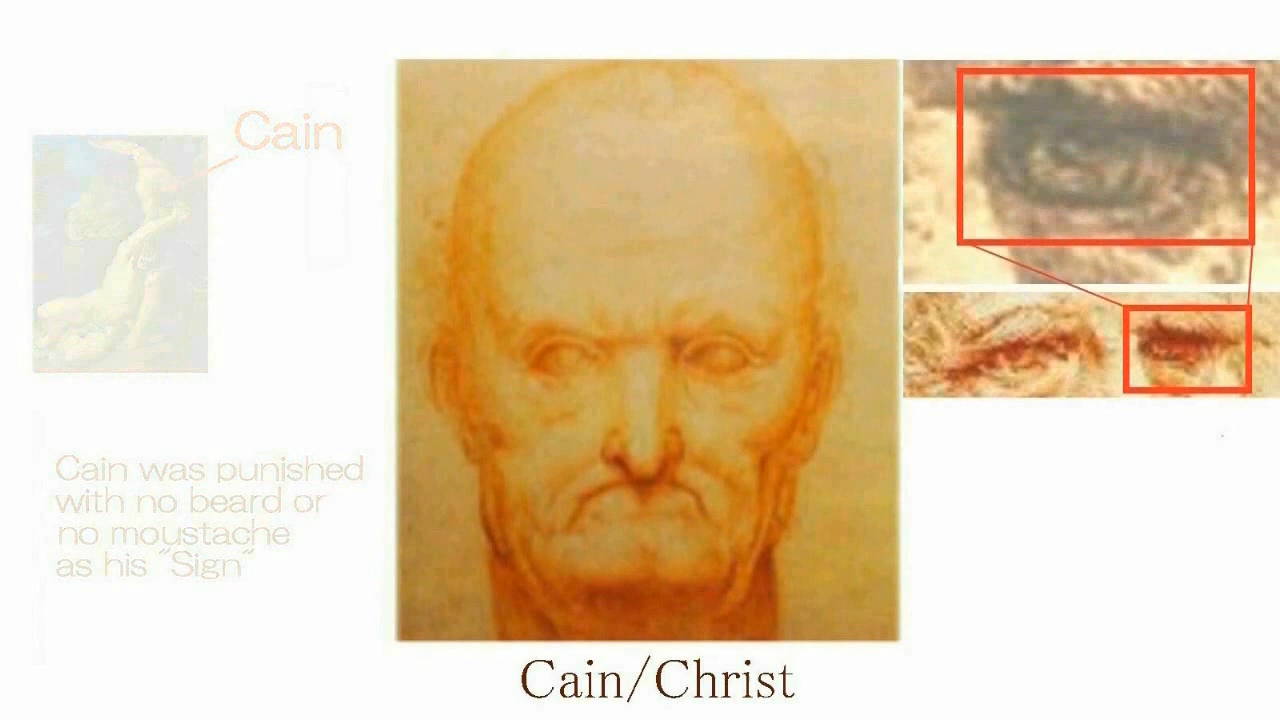 Cain
Cain was punished
with no beard or
no moustache
as his "Sign"
Cain/Christ